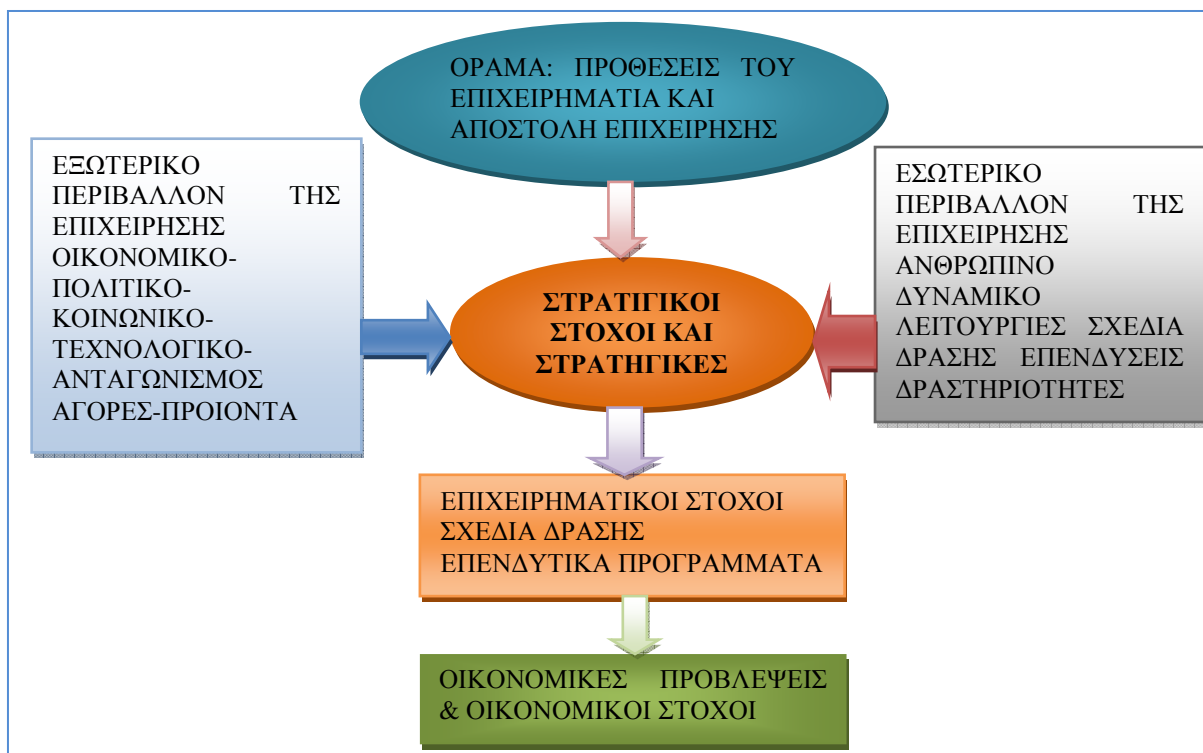 ΟΡΑΜΑ: ΠΡΟΘΕΣΕΙΣ ΤΟΥ
ΕΠΙΧΕΙΡΗΜΑΤΙΑ ΚΑΙ
ΑΠΟΣΤΟΛΗ ΕΠΙΧΕΙΡΗΣΗΣ
ΕΞΩΤΕΡΙΚΟ
ΠΕΡΙΒΑΛΛΟΝ ΤΗΣ
ΕΠΙΧΕΙΡΗΣΗΣ
ΟΙΚΟΝΟΜΙΚΟ-
ΠΟΛΙΤΙΚΟ-
ΚΟΙΝΩΝΙΚΟ-
ΤΕΧΝΟΛΟΓΙΚΟ-
ΑΝΤΑΓΩΝΙΣΜΟΣ
ΑΓΟΡΕΣ-ΠΡΟΙΟΝΤΑ
ΣΤΡΑΤΙΓΙΚΟΙ
ΣΤΟΧΟΙ ΚΑΙ
ΣΤΡΑΤΗΓΙΚΕΣ
ΕΣΩΤΕΡΙΚΟ
ΠΕΡΙΒΑΛΛΟΝ ΤΗΣ
ΕΠΙΧΕΙΡΗΣΗΣ
ΑΝΘΡΩΠΙΝΟ
ΔΥΝΑΜΙΚΟ
ΛΕΙΤΟΥΡΓΙΕΣ ΣΧΕΔΙΑ
ΔΡΑΣΗΣ ΕΠΕΝΔΥΣΕΙΣ
ΔΡΑΣΤΗΡΙΟΤΗΤΕΣ
ΕΠΙΧΕΙΡΗΜΑΤΙΚΟΙ ΣΤΟΧΟΙ
ΣΧΕΔΙΑ ΔΡΑΣΗΣ
ΕΠΕΝΔΥΤΙΚΑ ΠΡΟΓΡΑΜΜΑΤΑ
ΟΙΚΟΝΟΜΙΚΕΣ ΠΡΟΒΛΕΨΕΙΣ
& ΟΙΚΟΝΟΜΙΚΟΙ ΣΤΟΧΟΙ